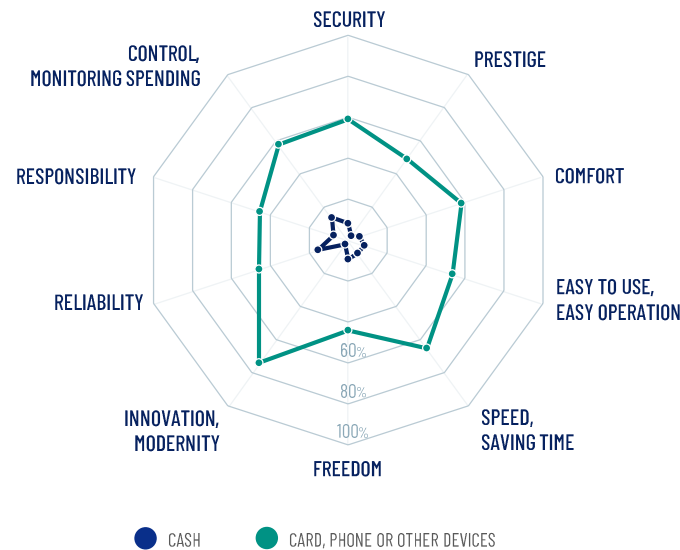 SECURITY
CONTROL,
MONITORING SPENDING
PRESTIGE
RESPONSIBILITY
COMFORT
RELIABILITY
EASY TO USE,
EASY OPERATION
60%
80%
100%
INNOVATION,
MODERNITY
SPEED,
SAVING TIME
FREEDOM
CASH
CARD, PHONE OR OTHER DEVICES